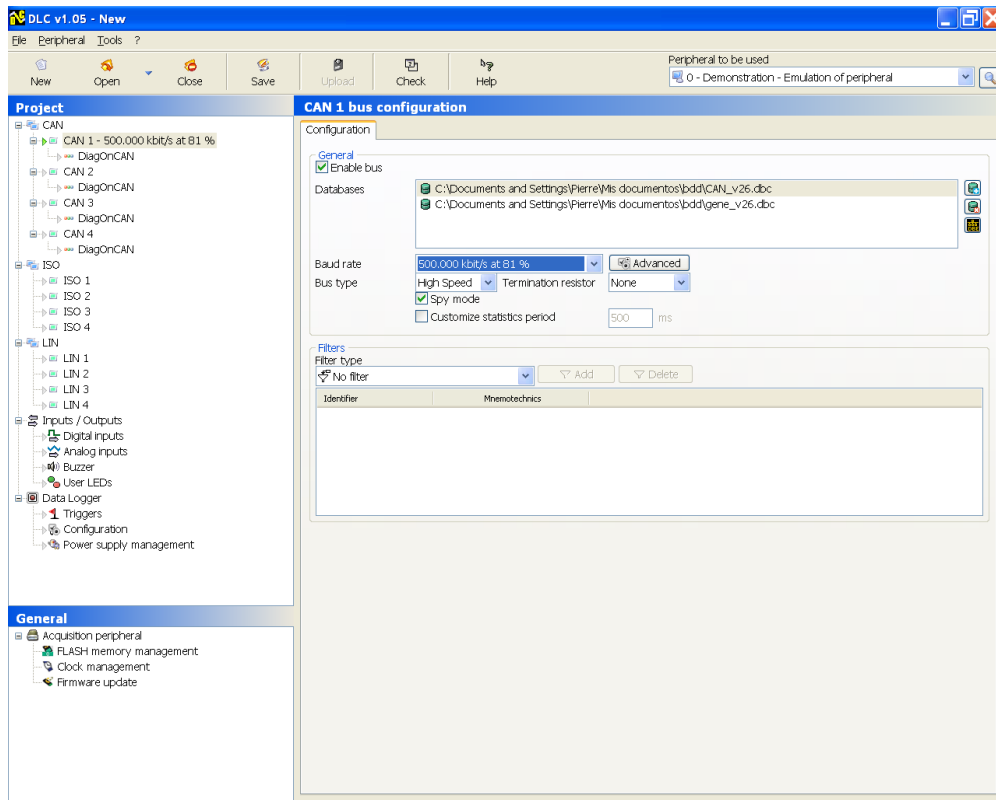 DLC v1.05 - New
File Peripheral Tools ?
New Open Close Save Upload Check Help
Peripheral to be used
0 - Demonstration - Emulation of peripheral
Project
CAN
CAN 1 - 500.000 kbit/s at 81 %
DiagOnCAN
CAN 2
DiagOnCAN
CAN 3
DiagOnCAN
CAN 4
DiagOnCAN
ISO
ISO 1
ISO 2
ISO 3
ISO 4
LIN
LIN 1
LIN 2
LIN 3
LIN 4
Inputs / Outputs
Digital inputs
Analog inputs
Buzzer
User LEDs
Data Logger
Triggers
Configuration
Power supply management
General
Acquisition peripheral
FLASH memory management
Clock management
Firmware update
CAN 1 bus configuration
Configuration
General
Enable bus
Databases
C:\Documents and Settings\Pierre\Mis documentos\bdd\CAN_v26.dbc
C:\Documents and Settings\Pierre\Mis documentos\bdd\gene_v26.dbc
Baud rate 500.000 kbit/s at 81 % Advanced
Bus type High Speed Termination resistor None
Spy mode
Customize statistics period 500 ms
Filters
Filter type
No filter Add Delete
Identifier Mnemotechnics